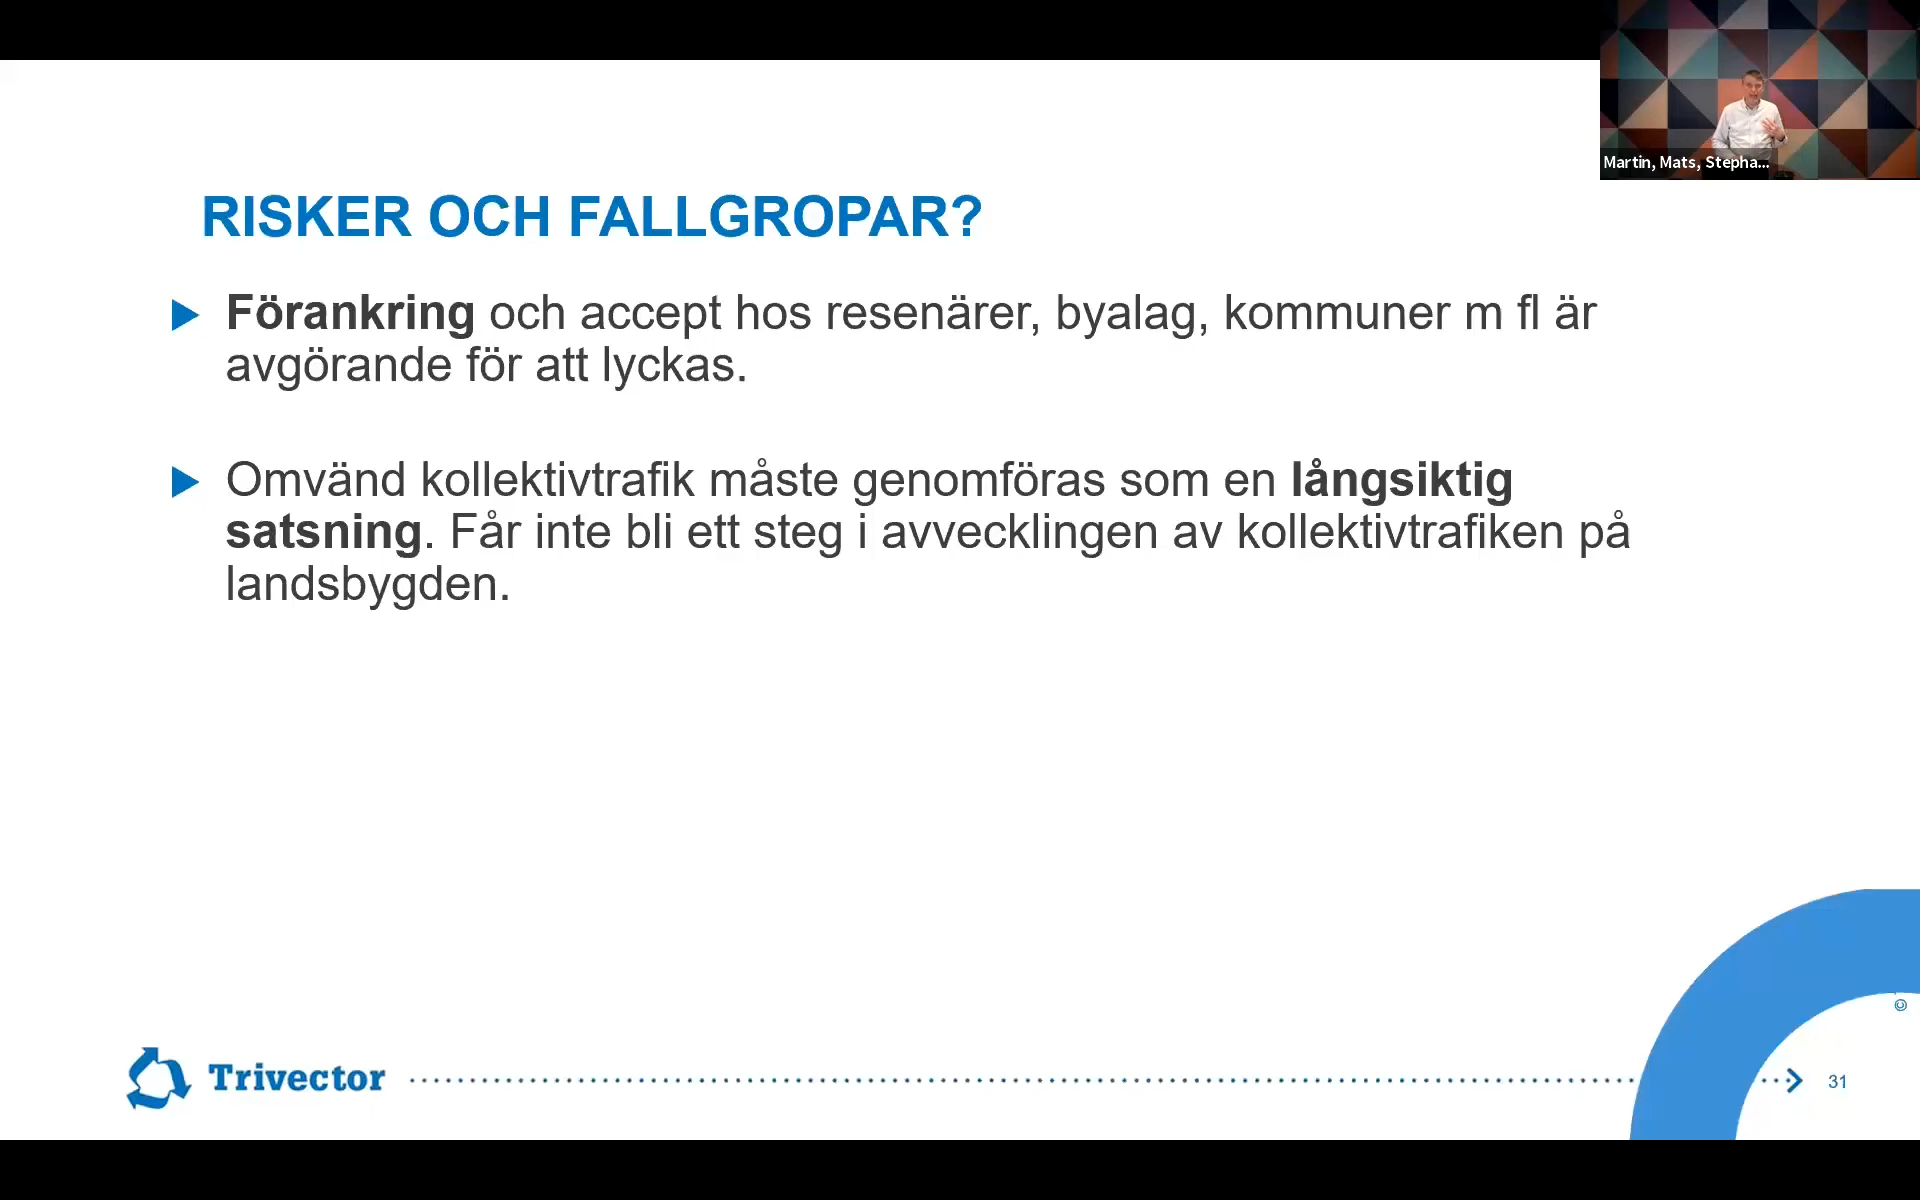 Martin, Mats, Stepha...
RISKER OCH FALLGROPAR?
Förankring och accept hos resenärer, byalag, kommuner m fl är
avgörande för att lyckas.
Omvänd kollektivtrafik måste genomföras som en långsiktig
satsning. Får inte bli ett steg i avvecklingen av kollektivtrafiken på
landsbygden.
©
Trivector
31